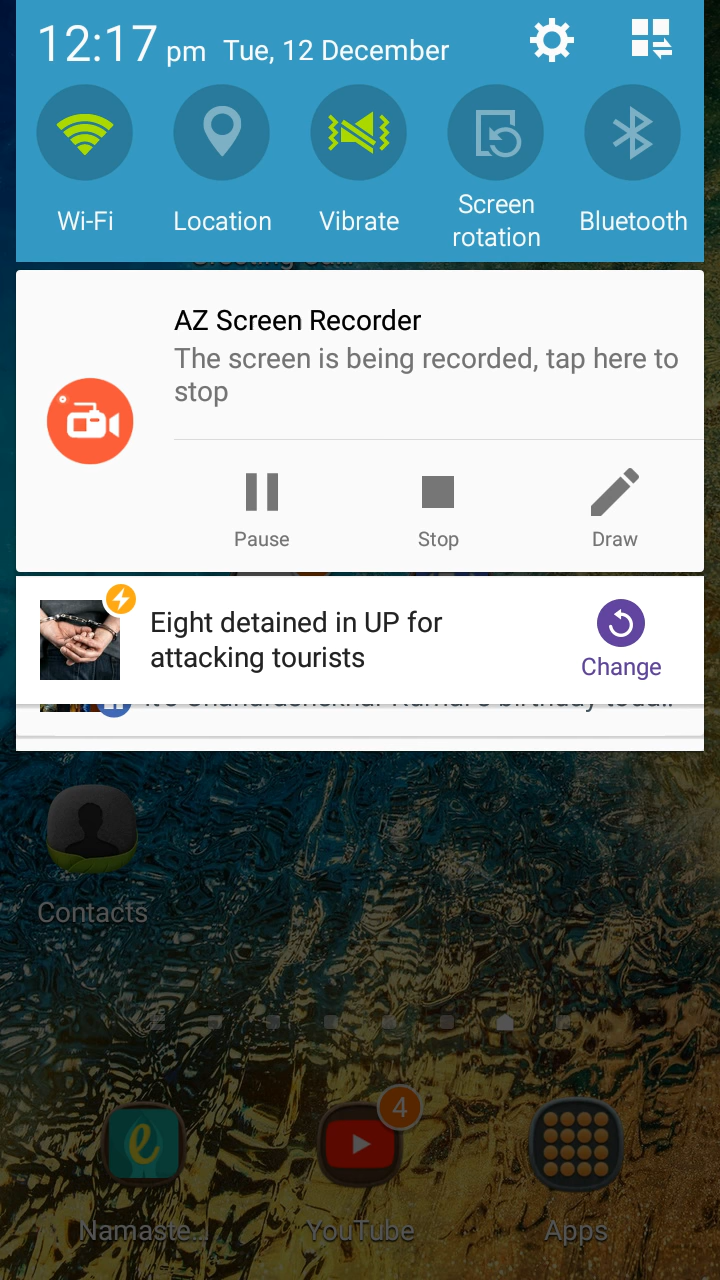 12:17 pm Tue, 12 December
Wi-Fi
Location
Vibrate
Screen
rotation
Bluetooth
AZ Screen Recorder
The screen is being recorded, tap here to
stop
Pause
Stop
Draw
Eight detained in UP for
attacking tourists
Change
Contacts
4
Namaste...
YouTube
Apps